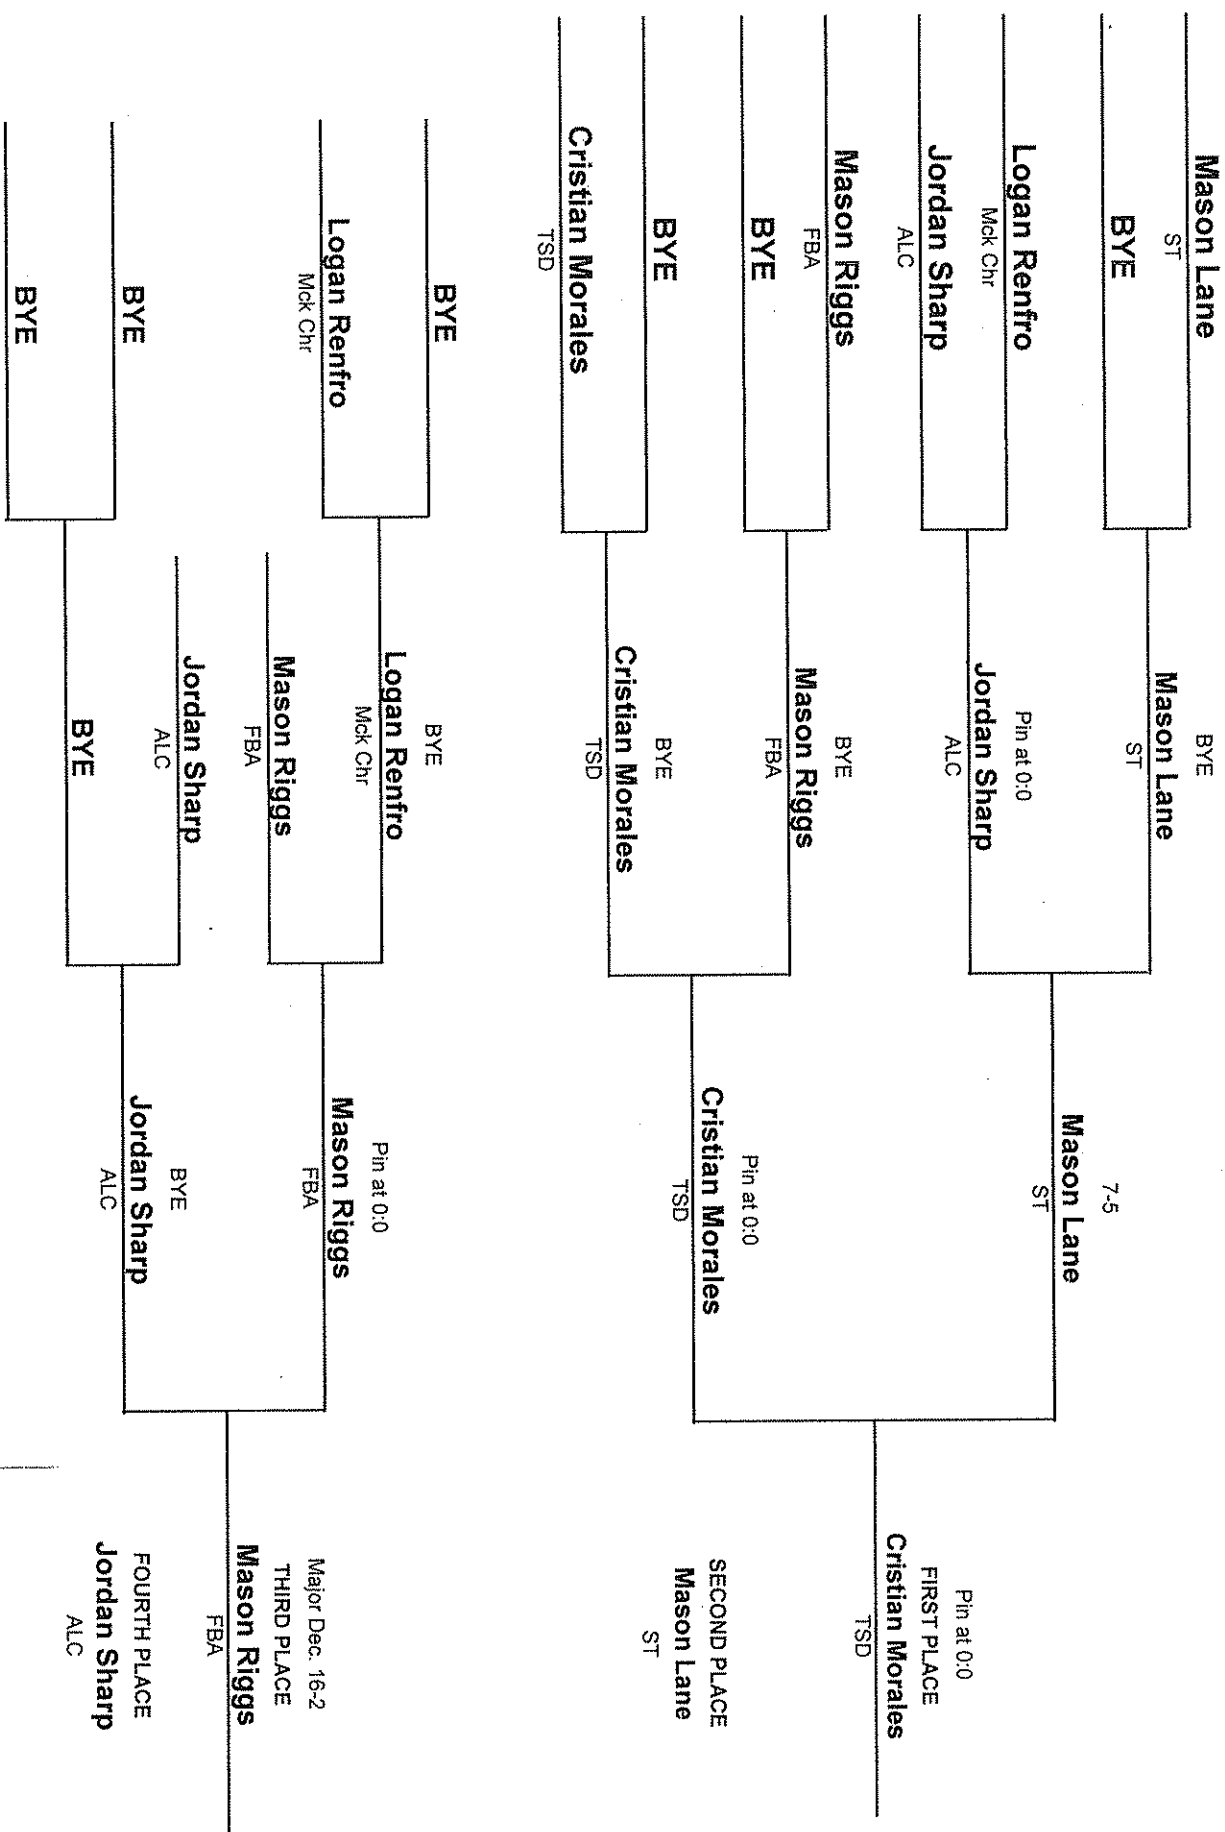 Mason Lane
ST
BYE
Logan Renfro
Mck Chr
Jordan Sharp
ALC
Mason Riggs
FBA
BYE
BYE
Cristian Morales
TSD
BYE
Mason Lane
ST
Pin at 0:0
Jordan Sharp
ALC
BYE
Mason Riggs
FBA
BYE
Cristian Morales
TSD
7-5
Mason Lane
ST
Pin at 0:0
Cristian Morales
TSD
Pin at 0:0
FIRST PLACE
Cristian Morales
TSD
SECOND PLACE
Mason Lane
ST
BYE
Logan Renfro
Mck Chr
BYE
BYE
BYE
Logan Renfro
Mck Chr
Mason Riggs
FBA
Jordan Sharp
ALC
BYE
Pin at 0:0
Mason Riggs
FBA
BYE
Jordan Sharp
ALC
Major Dec. 16-2
THIRD PLACE
Mason Riggs
FBA
FOURTH PLACE
Jordan Sharp
ALC